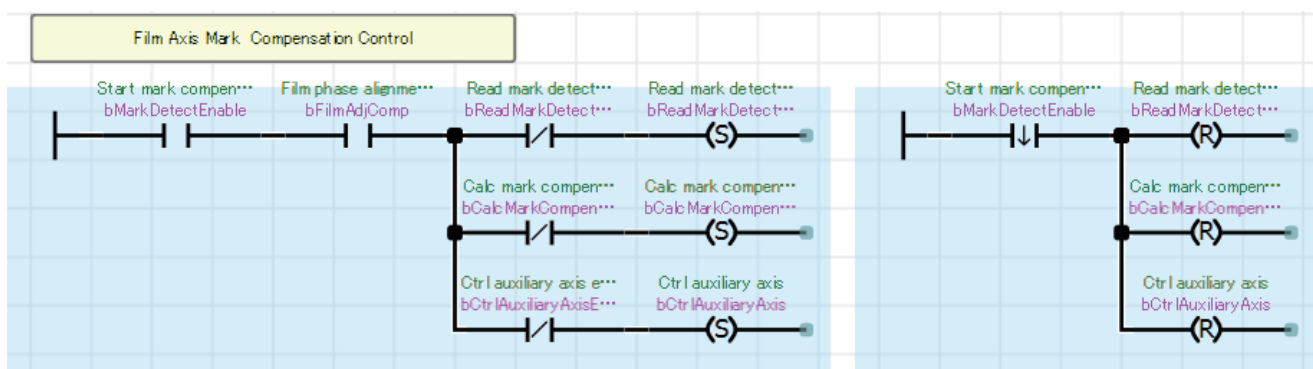 Film Axis Mark Compensation Control
Start mark compen… Film phase alignme… Read mark detect… Read mark detect… Start mark compen… Read mark detect…
bMarkDetectEnable bFilmAdjComp bReadMarkDetect… bReadMarkDetect… bMarkDetectEnable bReadMarkDetect…
(S) (R)
Calc mark compen… Calc mark compen… Calc mark compen…
bCalcMarkCompen… bCalcMarkCompen… bCalcMarkCompen…
(S) (R)
Ctrl auxiliary axis e… Ctrl auxiliary axis Ctrl auxiliary axis
bCtrlAuxiliaryAxisE… bCtrlAuxiliaryAxis bCtrlAuxiliaryAxis
(S) (R)